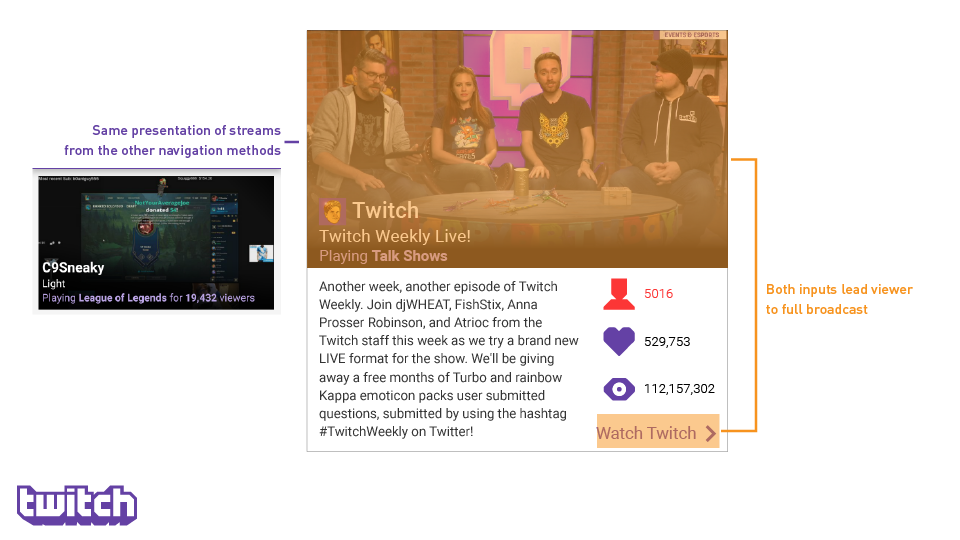 EVENTS & ESPORTS
Same presentation of streams
from the other navigation methods
NotYourAverageJoe
donated $8!
C9Sneaky
Light
Playing League of Legends for 19,432 viewers
Twitch
Twitch Weekly Live!
Playing Talk Shows
Another week, another episode of Twitch
Weekly. Join djWHEAT, FishStix, Anna
Prosser Robinson, and Atrioc from the
Twitch staff this week as we try a brand new
LIVE format for the show. We'll be giving
away a free months of Turbo and rainbow
Kappa emoticon packs user submitted
questions, submitted by using the hashtag
#TwitchWeekly on Twitter!
5016
529,753
112,157,302
Watch Twitch
Both inputs lead viewer
to full broadcast
twitch